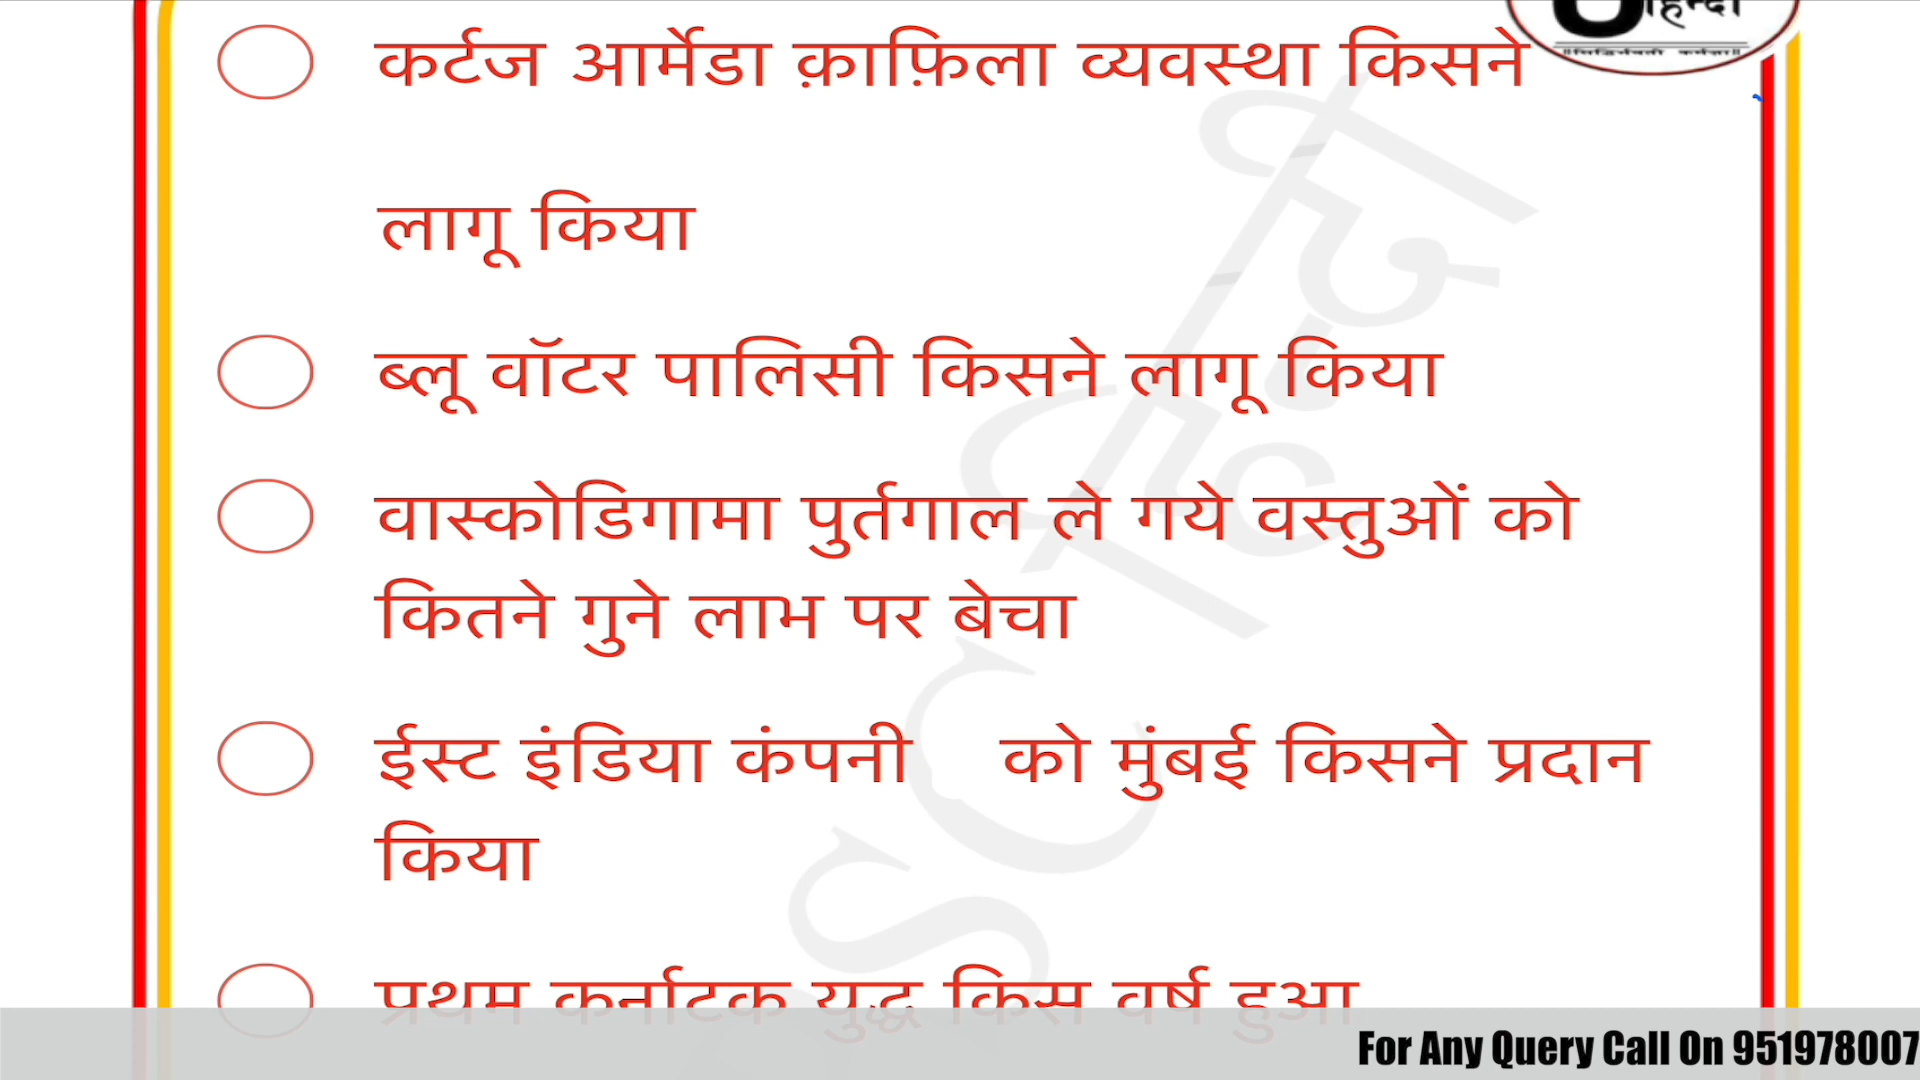 हिन्दी
कर्टज आर्मेडा क़ाफ़िला व्यवस्था किसने
लागू किया
ब्लू वॉटर पालिसी किसने लागू किया
वास्कोडिगामा पुर्तगाल ले गये वस्तुओं को
कितने गुने लाभ पर बेचा
ईस्ट इंडिया कंपनी को मुंबई किसने प्रदान
किया
प्रथम कर्नाटक युद्ध किस वर्ष हुआ
For Any Query Call On 951978007